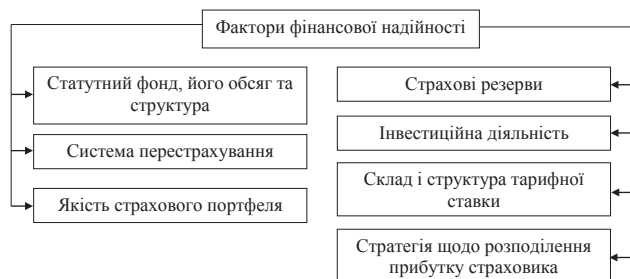 Фактори фінансової надійності
Статутний фонд, його обсяг та
структура
Система перестрахування
Якість страхового портфеля
Страхові резерви
Інвестиційна діяльність
Склад і структура тарифної
ставки
Стратегія щодо розподілення
прибутку страховика